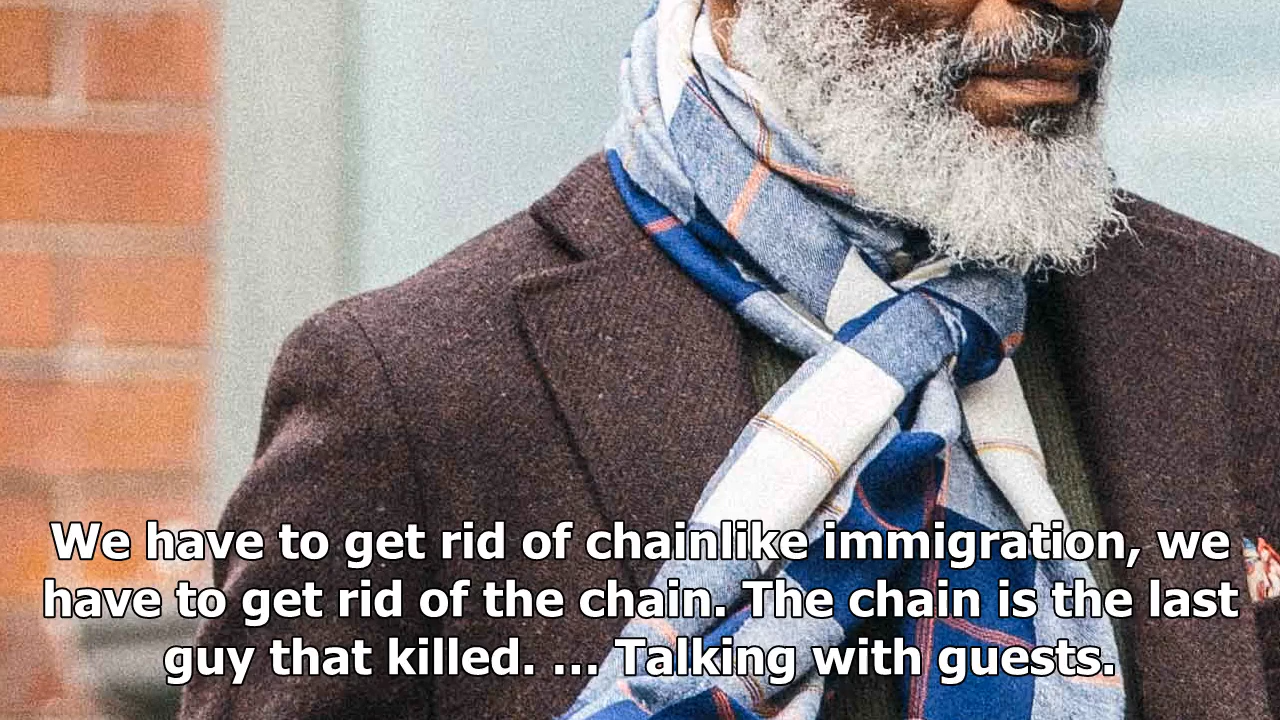 We have to get rid of chainlike immigration, we
have to get rid of the chain. The chain is the last
guy that killed. ... Talking with guests.